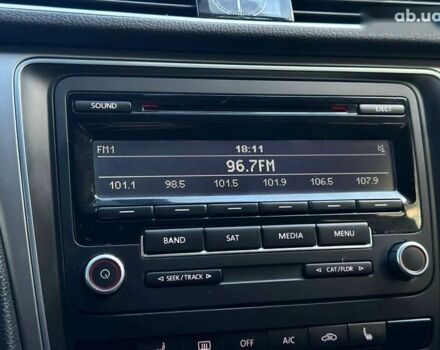 ab.ua
SOUND
EJECT
FM1 18:11
96.7FM
101.1 98.5 101.5 101.9 106.5 107.9
BAND SAT MEDIA MENU
SEEK/TRACK CAT/FLDR
OFF A/C